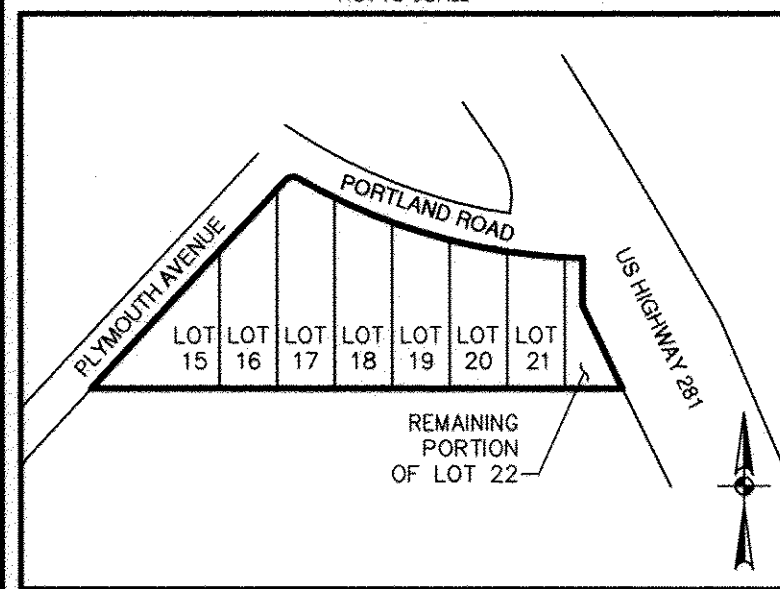 PORTLAND ROAD
PLYMOUTH AVENUE
US HIGHWAY 281
LOT 15
LOT 16
LOT 17
LOT 18
LOT 19
LOT 20
LOT 21
REMAINING
PORTION
OF LOT 22